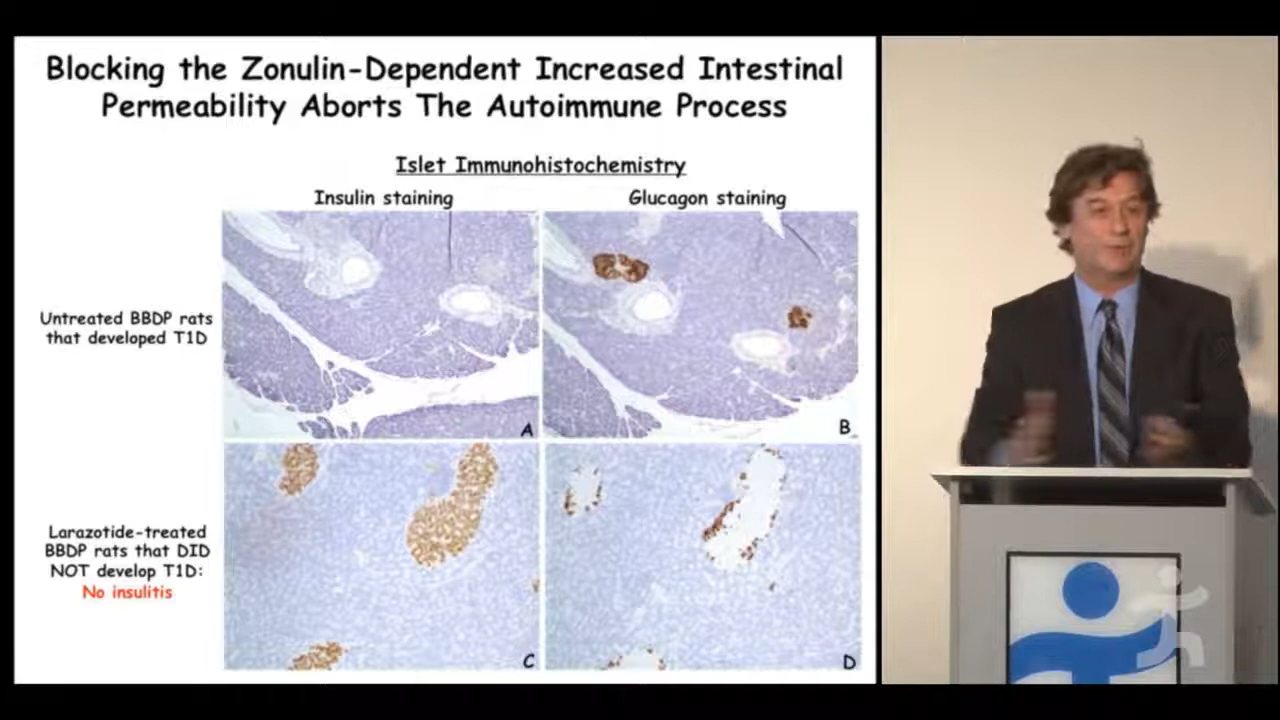 Blocking the Zonulin-Dependent Increased Intestinal
Permeability Aborts The Autoimmune Process
Islet Immunohistochemistry
Insulin staining
Glucagon staining
Untreated BBDP rats
that developed T1D
A
B
Larazotide-treated
BBDP rats that DID
NOT develop T1D:
No insulitis
C
D